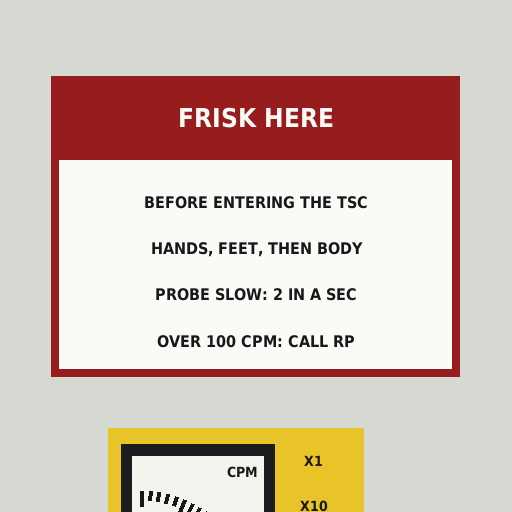 FRISK HERE
BEFORE ENTERING THE TSC
HANDS, FEET, THEN BODY
PROBE SLOW: 2 IN A SEC
OVER 100 CPM: CALL RP
CPM
X1
X10